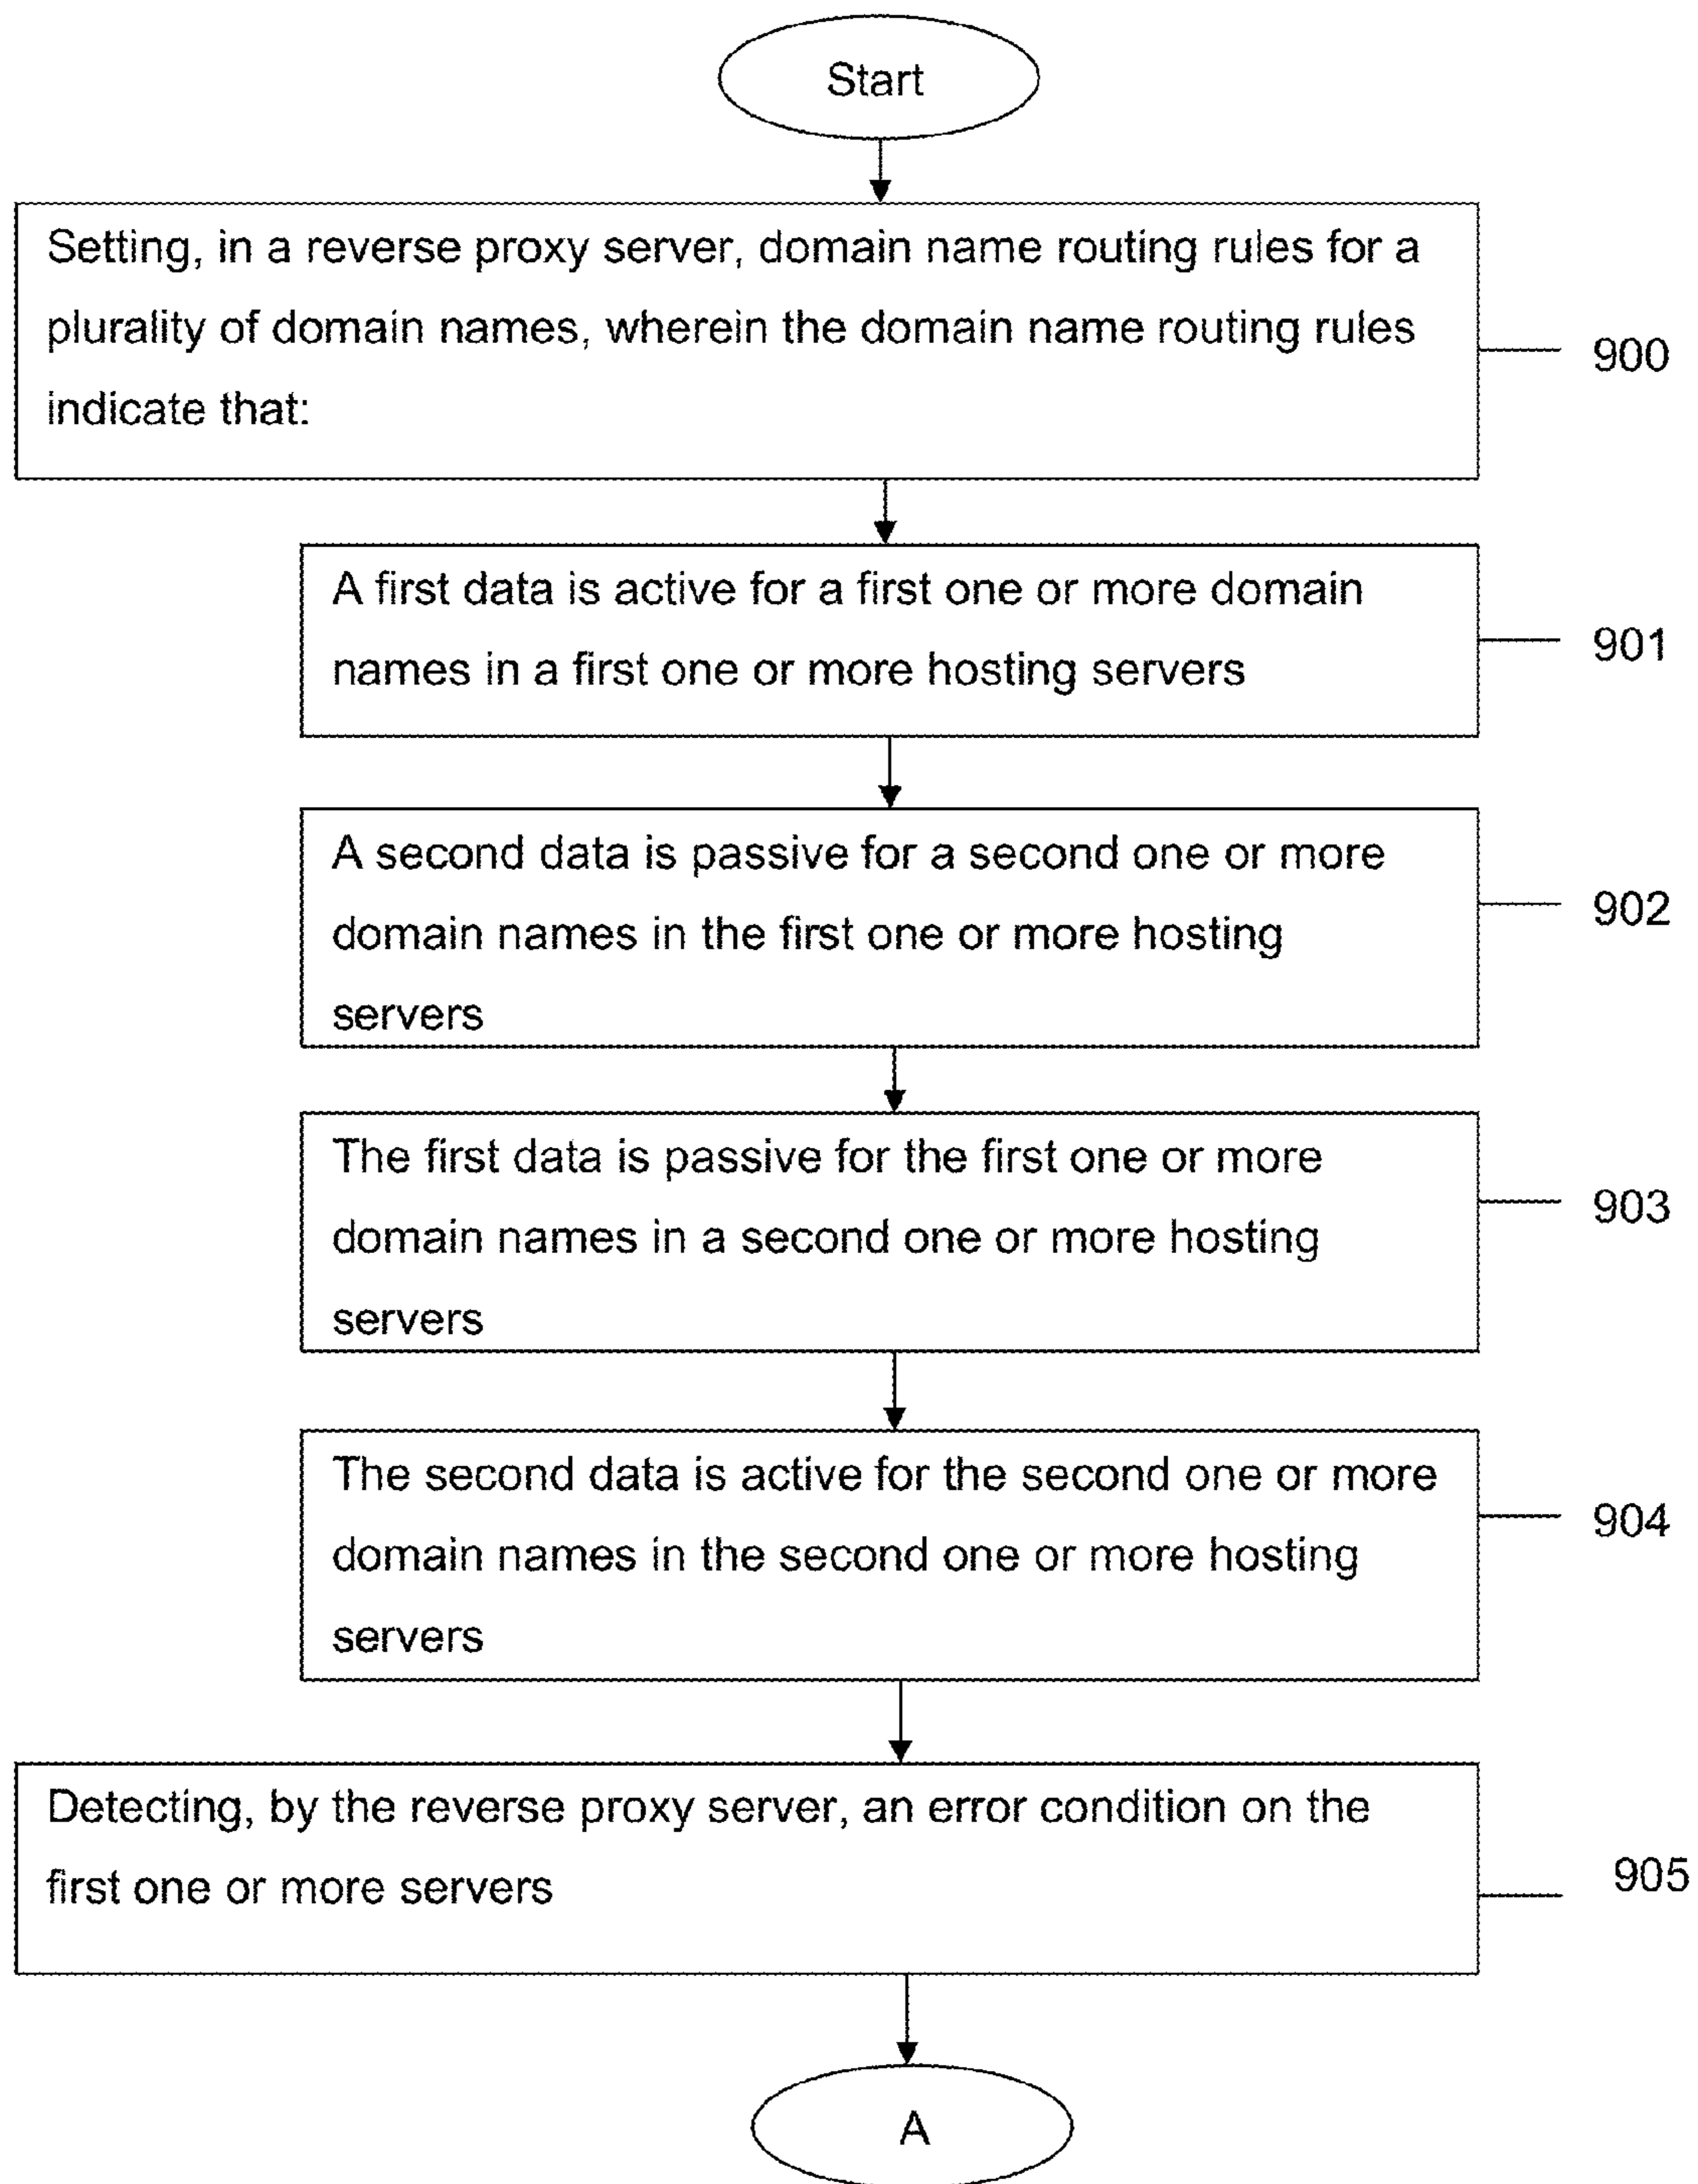 Start
Setting, in a reverse proxy server, domain name routing rules for a
plurality of domain names, wherein the domain name routing rules
indicate that:
900
A first data is active for a first one or more domain
names in a first one or more hosting servers
901
A second data is passive for a second one or more
domain names in the first one or more hosting
servers
902
The first data is passive for the first one or more
domain names in a second one or more hosting
servers
903
The second data is active for the second one or more
domain names in the second one or more hosting
servers
904
Detecting, by the reverse proxy server, an error condition on the
first one or more servers
905
A